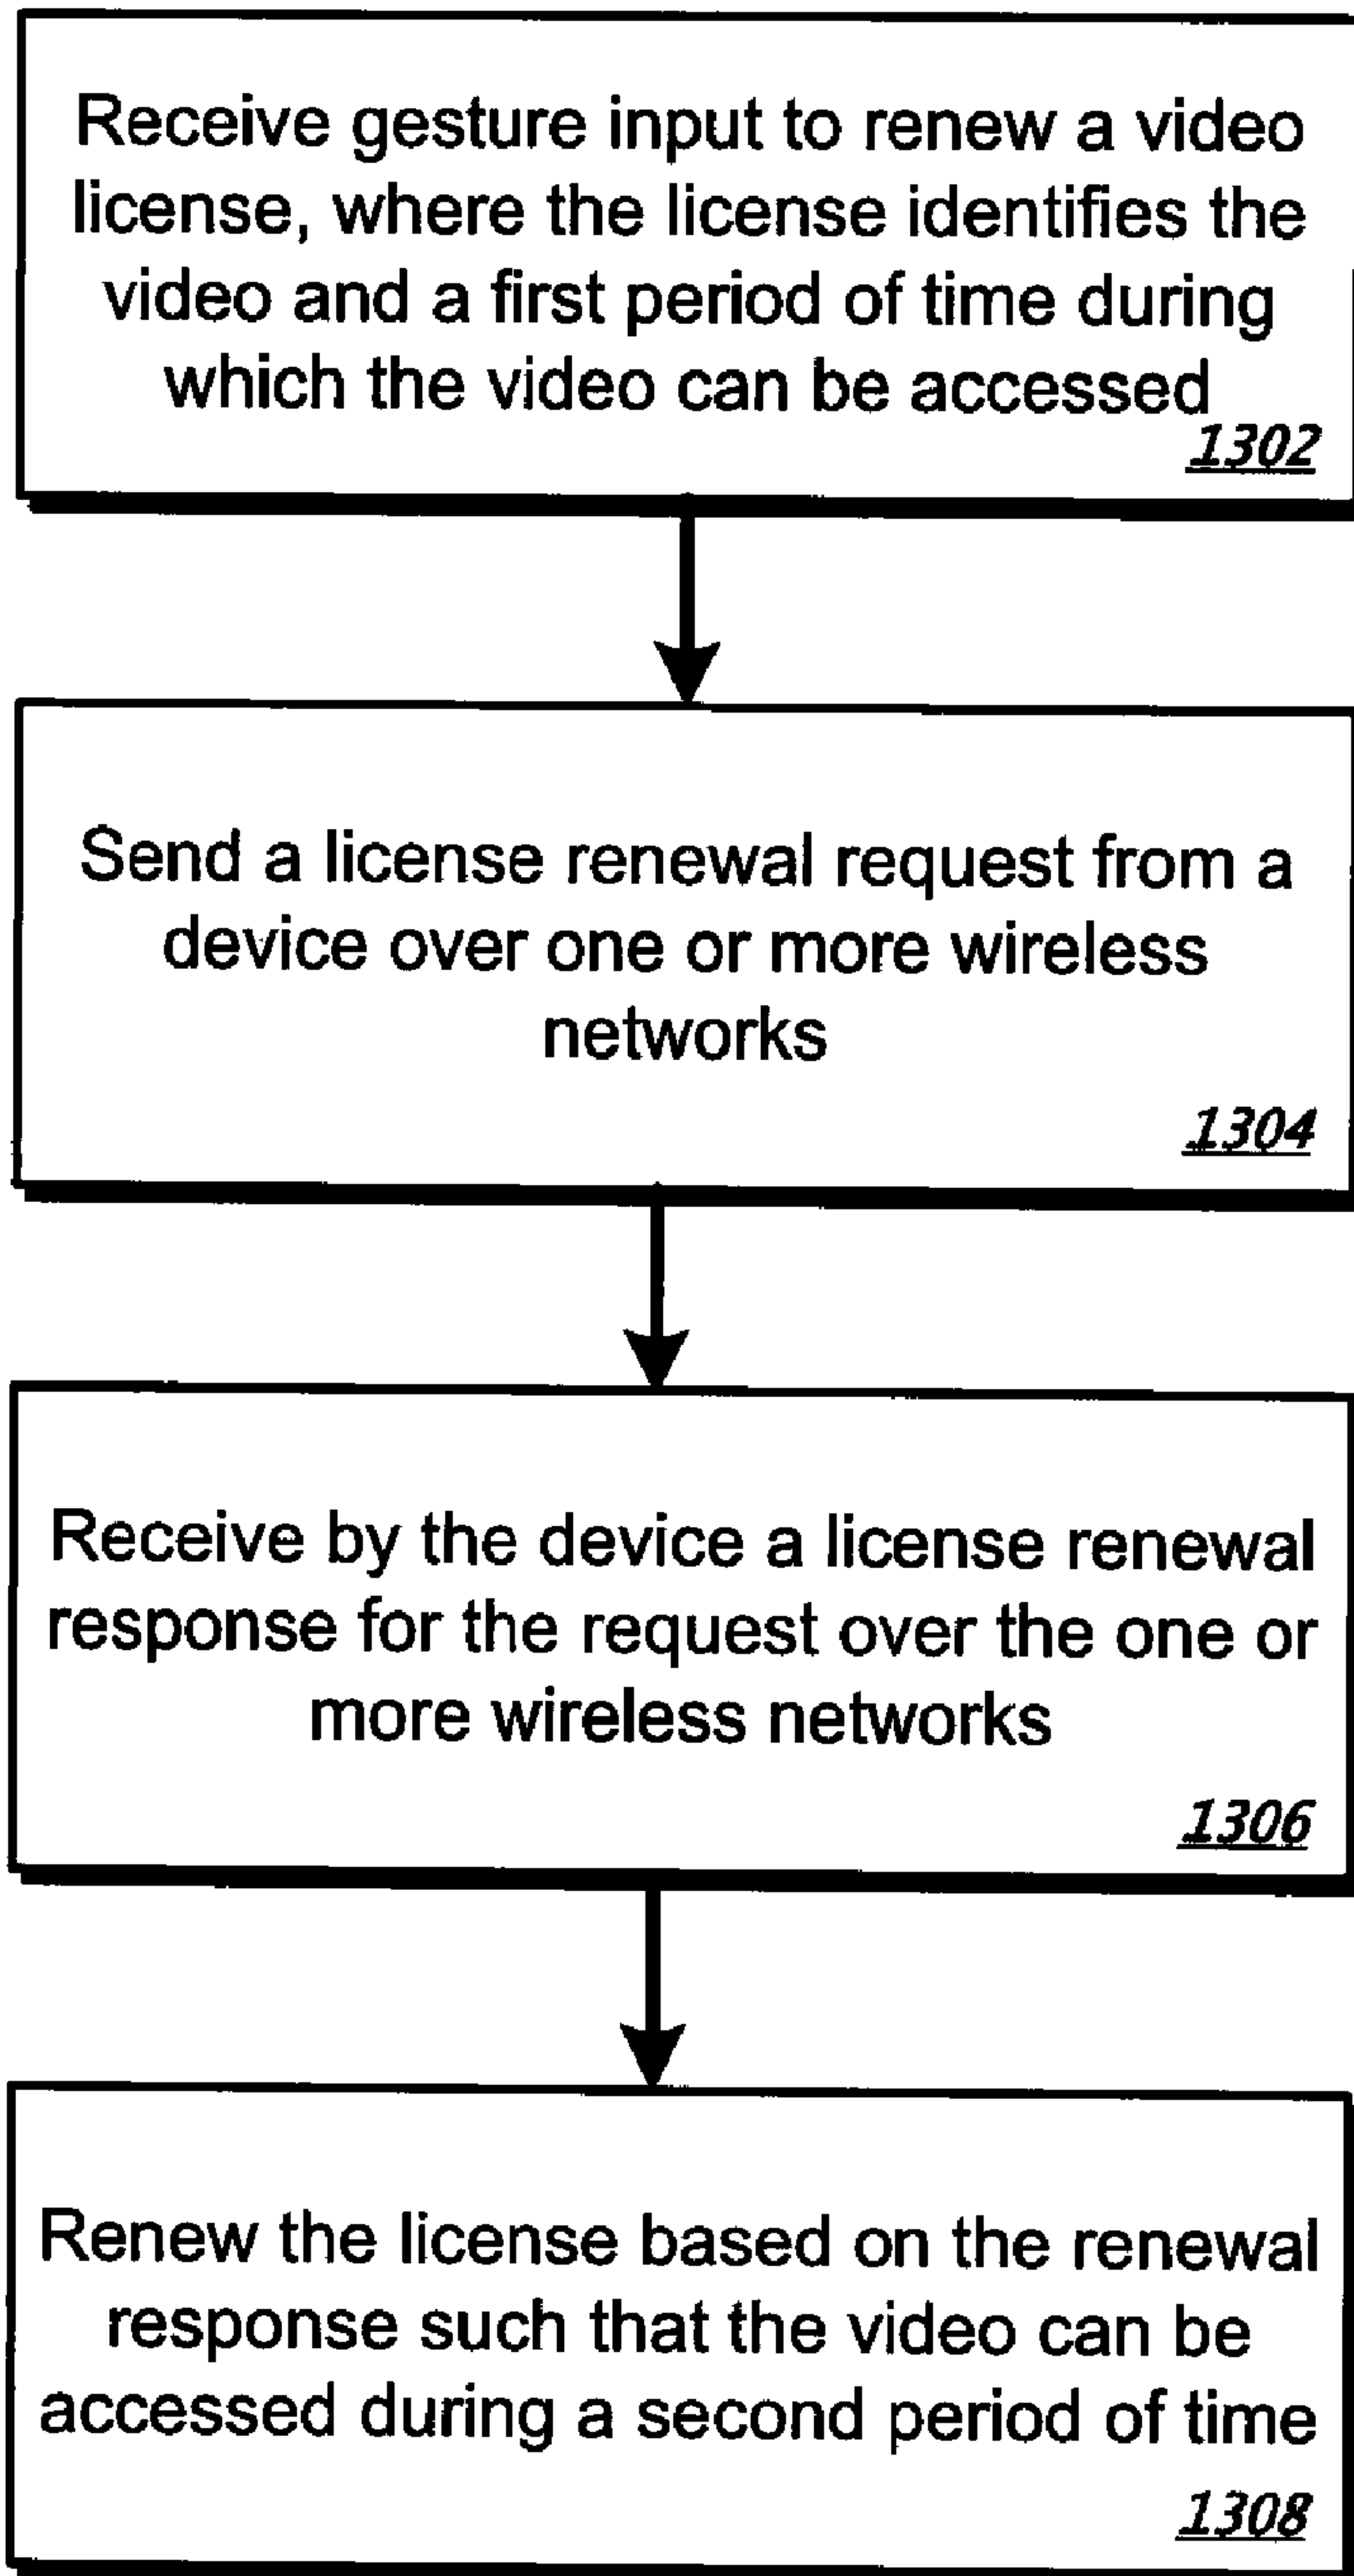 Receive gesture input to renew a video
license, where the license identifies the
video and a first period of time during
which the video can be accessed
1302
Send a license renewal request from a
device over one or more wireless
networks
1304
Receive by the device a license renewal
response for the request over the one or
more wireless networks
1306
Renew the license based on the renewal
response such that the video can be
accessed during a second period of time
1308